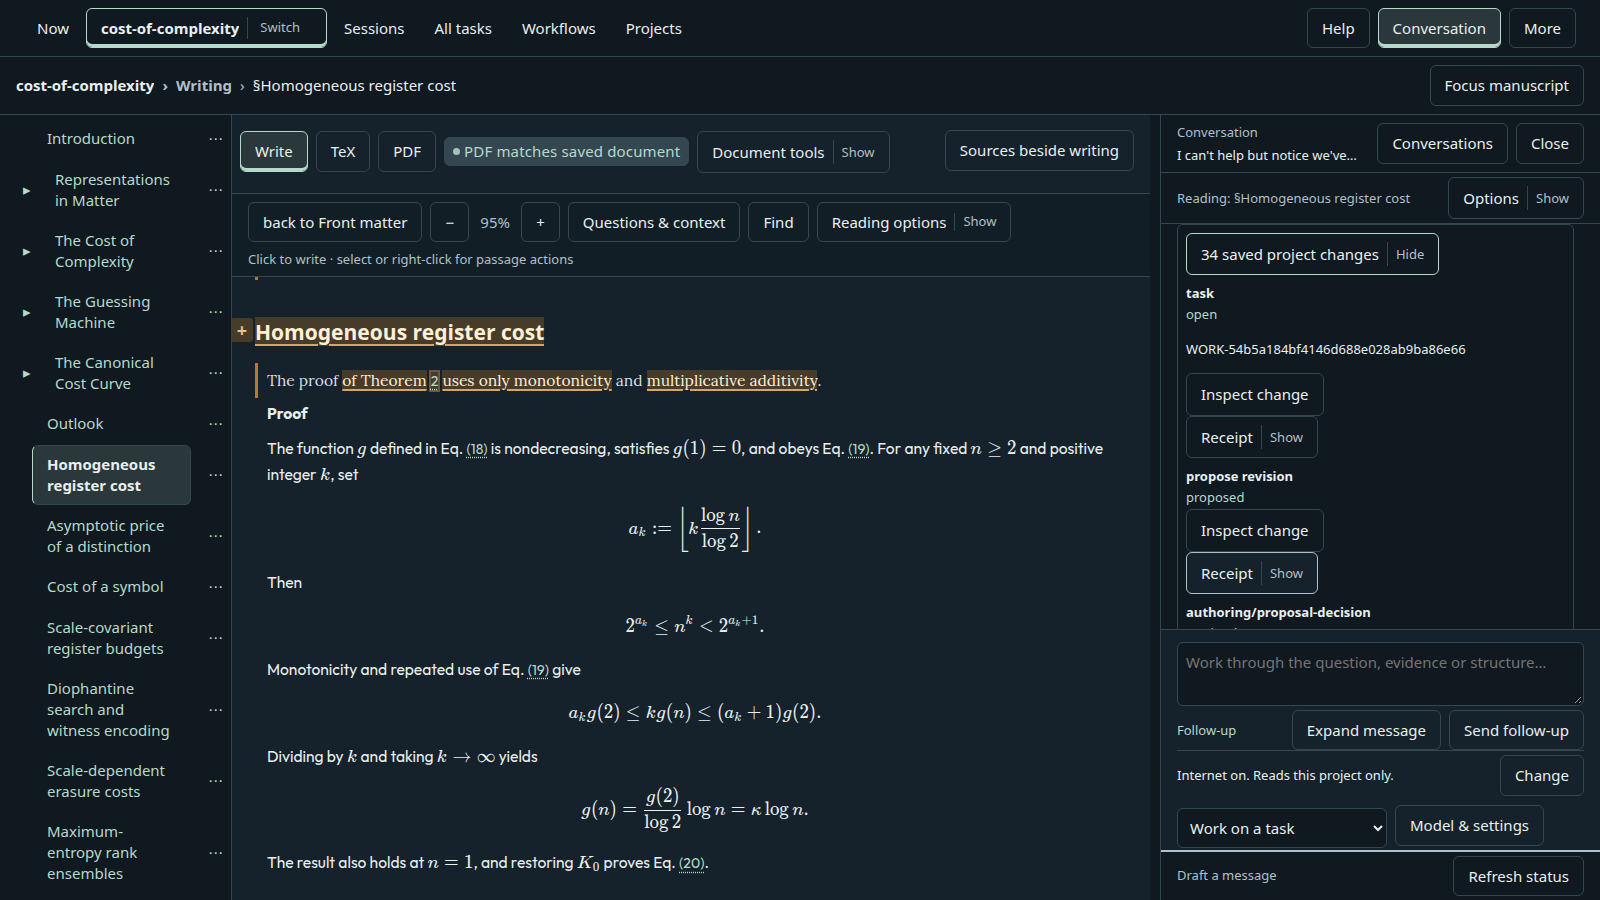 Now cost-of-complexity Switch Sessions All tasks Workflows Projects Help Conversation More
cost-of-complexity › Writing › §Homogeneous register cost Focus manuscript
Introduction ...
▸ Representations in Matter ...
▸ The Cost of Complexity ...
▸ The Guessing Machine ...
▸ The Canonical Cost Curve ...
Outlook ...
Homogeneous register cost ...
Asymptotic price of a distinction ...
Cost of a symbol ...
Scale-covariant register budgets ...
Diophantine search and witness encoding ...
Scale-dependent erasure costs ...
Maximum-entropy rank ensembles ...
Write TeX PDF PDF matches saved document Document tools Show Sources beside writing
back to Front matter − 95% + Questions & context Find Reading options Show
Click to write · select or right-click for passage actions
+ Homogeneous register cost
The proof of Theorem 2 uses only monotonicity and multiplicative additivity.
Proof
The function g defined in Eq. (18) is nondecreasing, satisfies g(1) = 0, and obeys Eq. (19). For any fixed n ≥ 2 and positive
integer k, set
a_k := ⌊k log n / log 2⌋.
Then
2^{a_k} ≤ n^k < 2^{a_k+1}.
Monotonicity and repeated use of Eq. (19) give
a_k g(2) ≤ kg(n) ≤ (a_k + 1)g(2).
Dividing by k and taking k → ∞ yields
g(n) = g(2) / log 2 log n = κ log n.
The result also holds at n = 1, and restoring K_0 proves Eq. (20).
Conversation
I can't help but notice we've... Conversations Close
Reading: §Homogeneous register cost Options Show
34 saved project changes Hide
task
open
WORK-54b5a184bf4146d688e028ab9ba86e66
Inspect change
Receipt Show
propose revision
proposed
Inspect change
Receipt Show
authoring/proposal-decision
Work through the question, evidence or structure...
Follow-up Expand message Send follow-up
Internet on. Reads this project only. Change
Work on a task Model & settings
Draft a message Refresh status